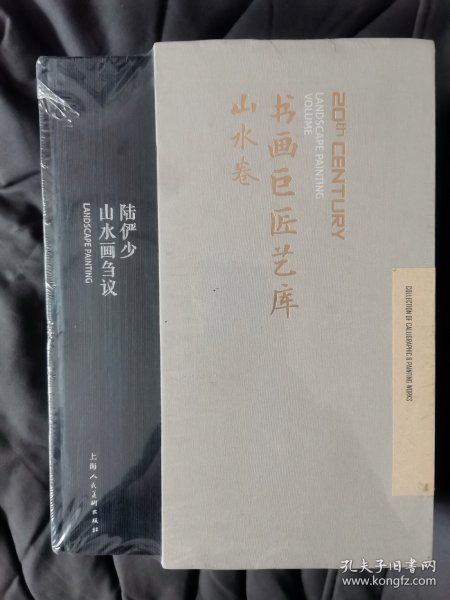 20th CENTURY
LANDSCAPE PAINTING
VOLUME
书画巨匠艺库
山水卷
COLLECTION OF CALLIGRAPHIC & PAINTING WORKS
陆俨少
山水画刍议
LANDSCAPE PAINTING
上海人民美术出版社
孔夫子旧书网
www.kongfz.com